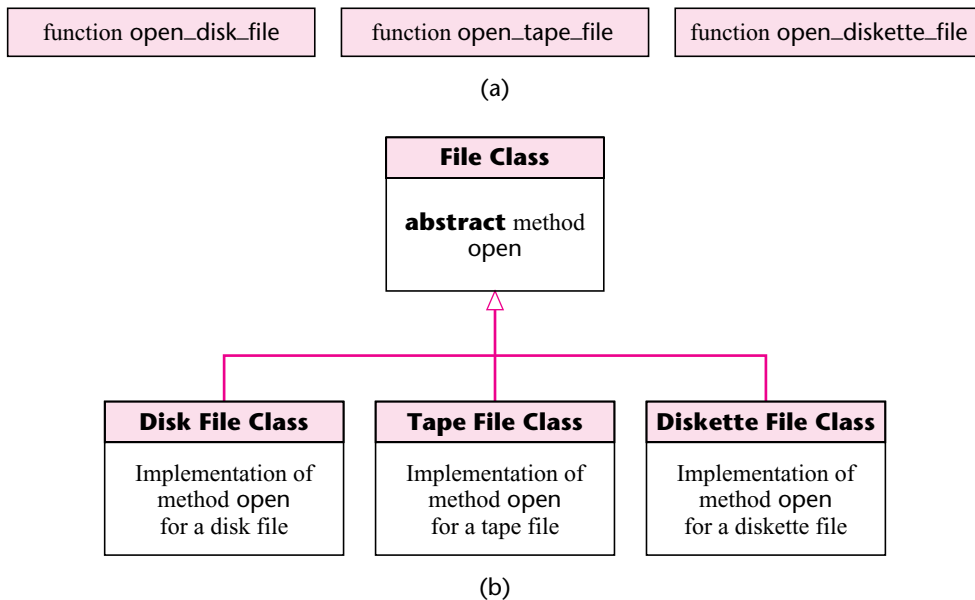 function open_disk_file
function open_tape_file
function open_diskette_file
(a)
File Class
abstract method
open
Disk File Class
Implementation of
method open
for a disk file
Tape File Class
Implementation of
method open
for a tape file
Diskette File Class
Implementation of
method open
for a diskette file
(b)